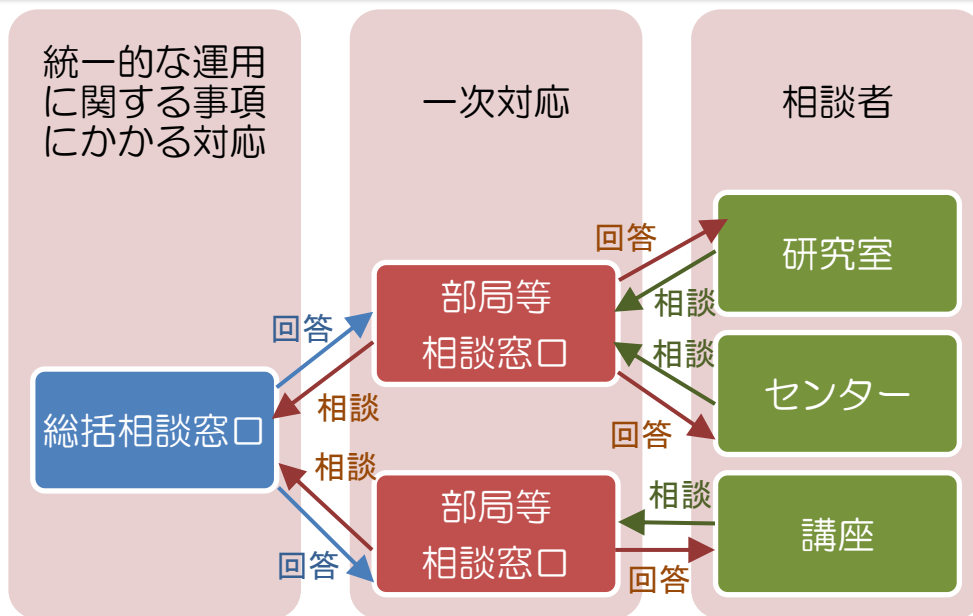 統一的な運用
に関する事項
にかかる対応
一次対応
相談者
総括相談窓口
回答
相談
相談
回答
部局等
相談窓口
部局等
相談窓口
回答
相談
相談
回答
相談
回答
研究室
センター
講座